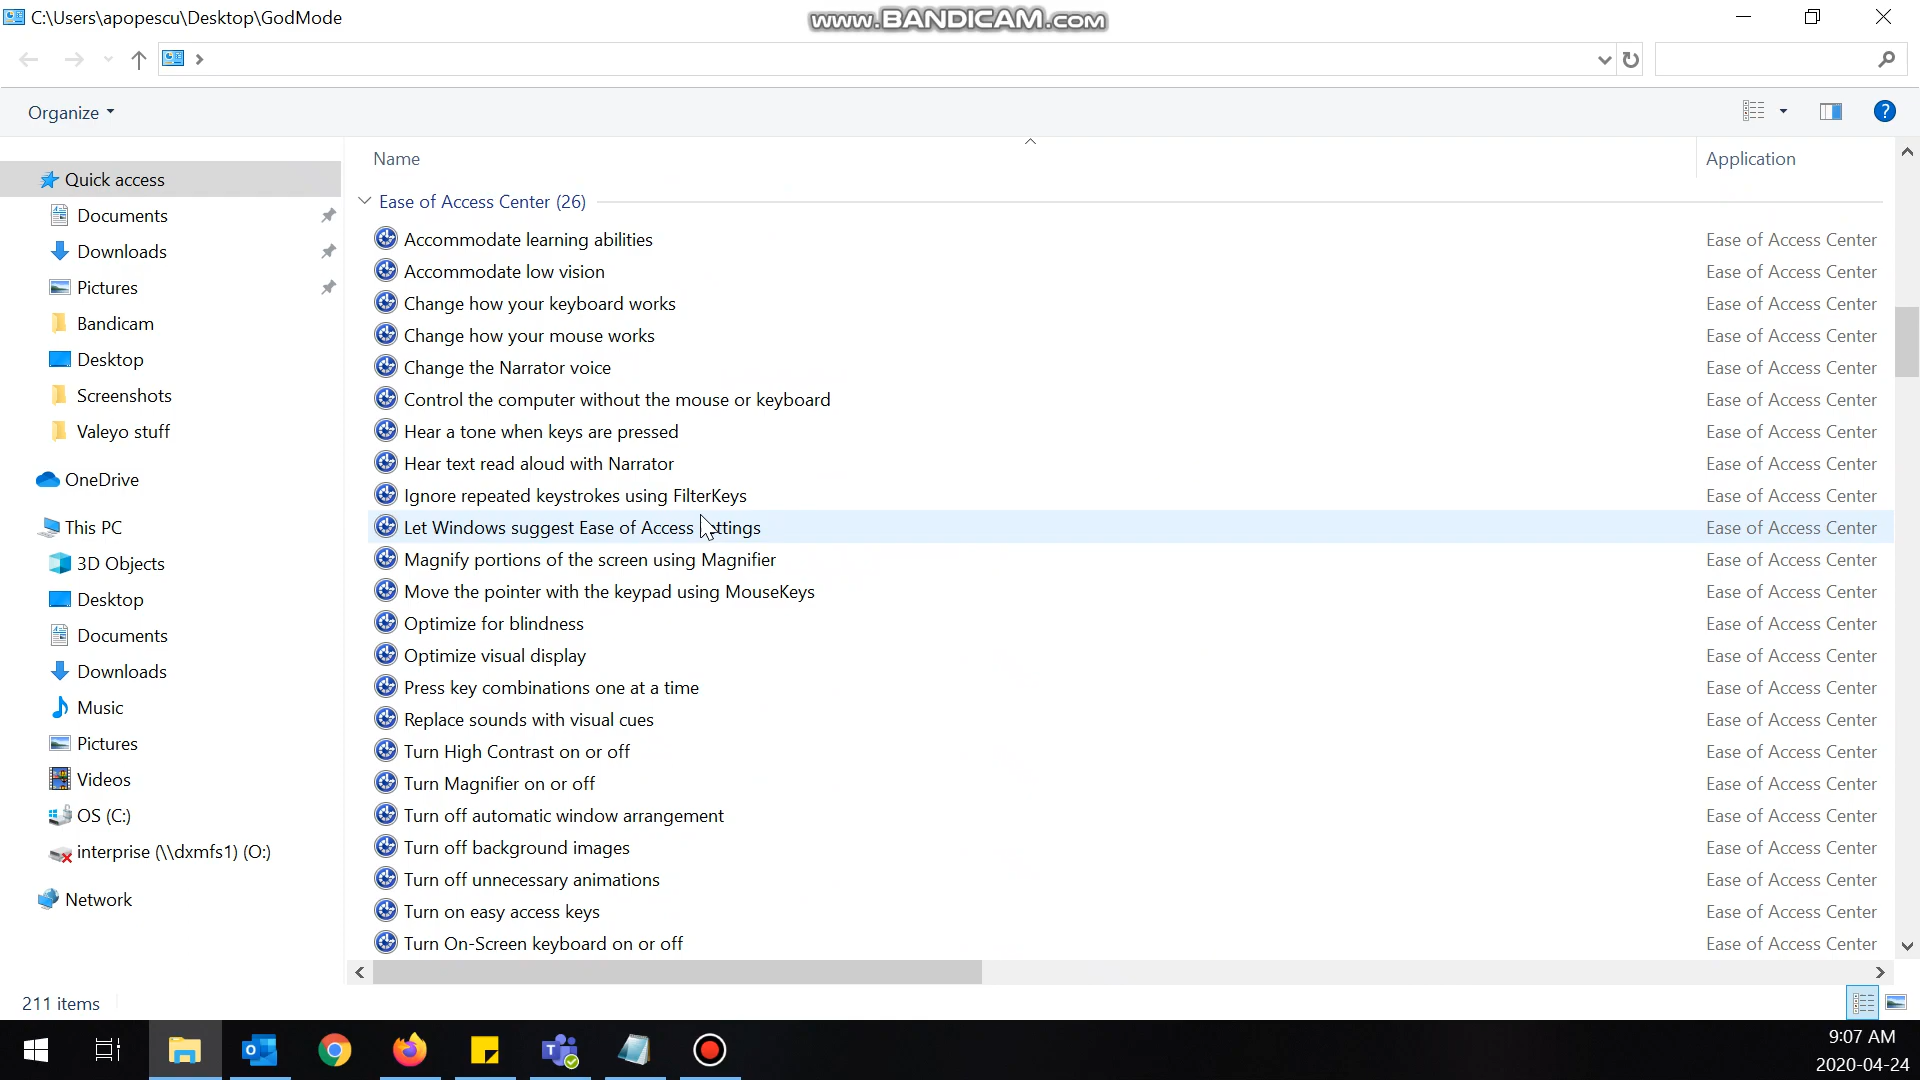 C:\Users\apopescu\Desktop\GodMode
www.BANDICAM.com
Organize
?
Name
Application
Quick access
Documents
Downloads
Pictures
Bandicam
Desktop
Screenshots
Valeyo stuff
OneDrive
This PC
3D Objects
Desktop
Documents
Downloads
Music
Pictures
Videos
OS (C:)
interprise (\\dxmfs1) (O:)
Network
Ease of Access Center (26)
Accommodate learning abilities Ease of Access Center
Accommodate low vision Ease of Access Center
Change how your keyboard works Ease of Access Center
Change how your mouse works Ease of Access Center
Change the Narrator voice Ease of Access Center
Control the computer without the mouse or keyboard Ease of Access Center
Hear a tone when keys are pressed Ease of Access Center
Hear text read aloud with Narrator Ease of Access Center
Ignore repeated keystrokes using FilterKeys Ease of Access Center
Let Windows suggest Ease of Access settings Ease of Access Center
Magnify portions of the screen using Magnifier Ease of Access Center
Move the pointer with the keypad using MouseKeys Ease of Access Center
Optimize for blindness Ease of Access Center
Optimize visual display Ease of Access Center
Press key combinations one at a time Ease of Access Center
Replace sounds with visual cues Ease of Access Center
Turn High Contrast on or off Ease of Access Center
Turn Magnifier on or off Ease of Access Center
Turn off automatic window arrangement Ease of Access Center
Turn off background images Ease of Access Center
Turn off unnecessary animations Ease of Access Center
Turn on easy access keys Ease of Access Center
Turn On-Screen keyboard on or off Ease of Access Center
211 items
9:07 AM
2020-04-24